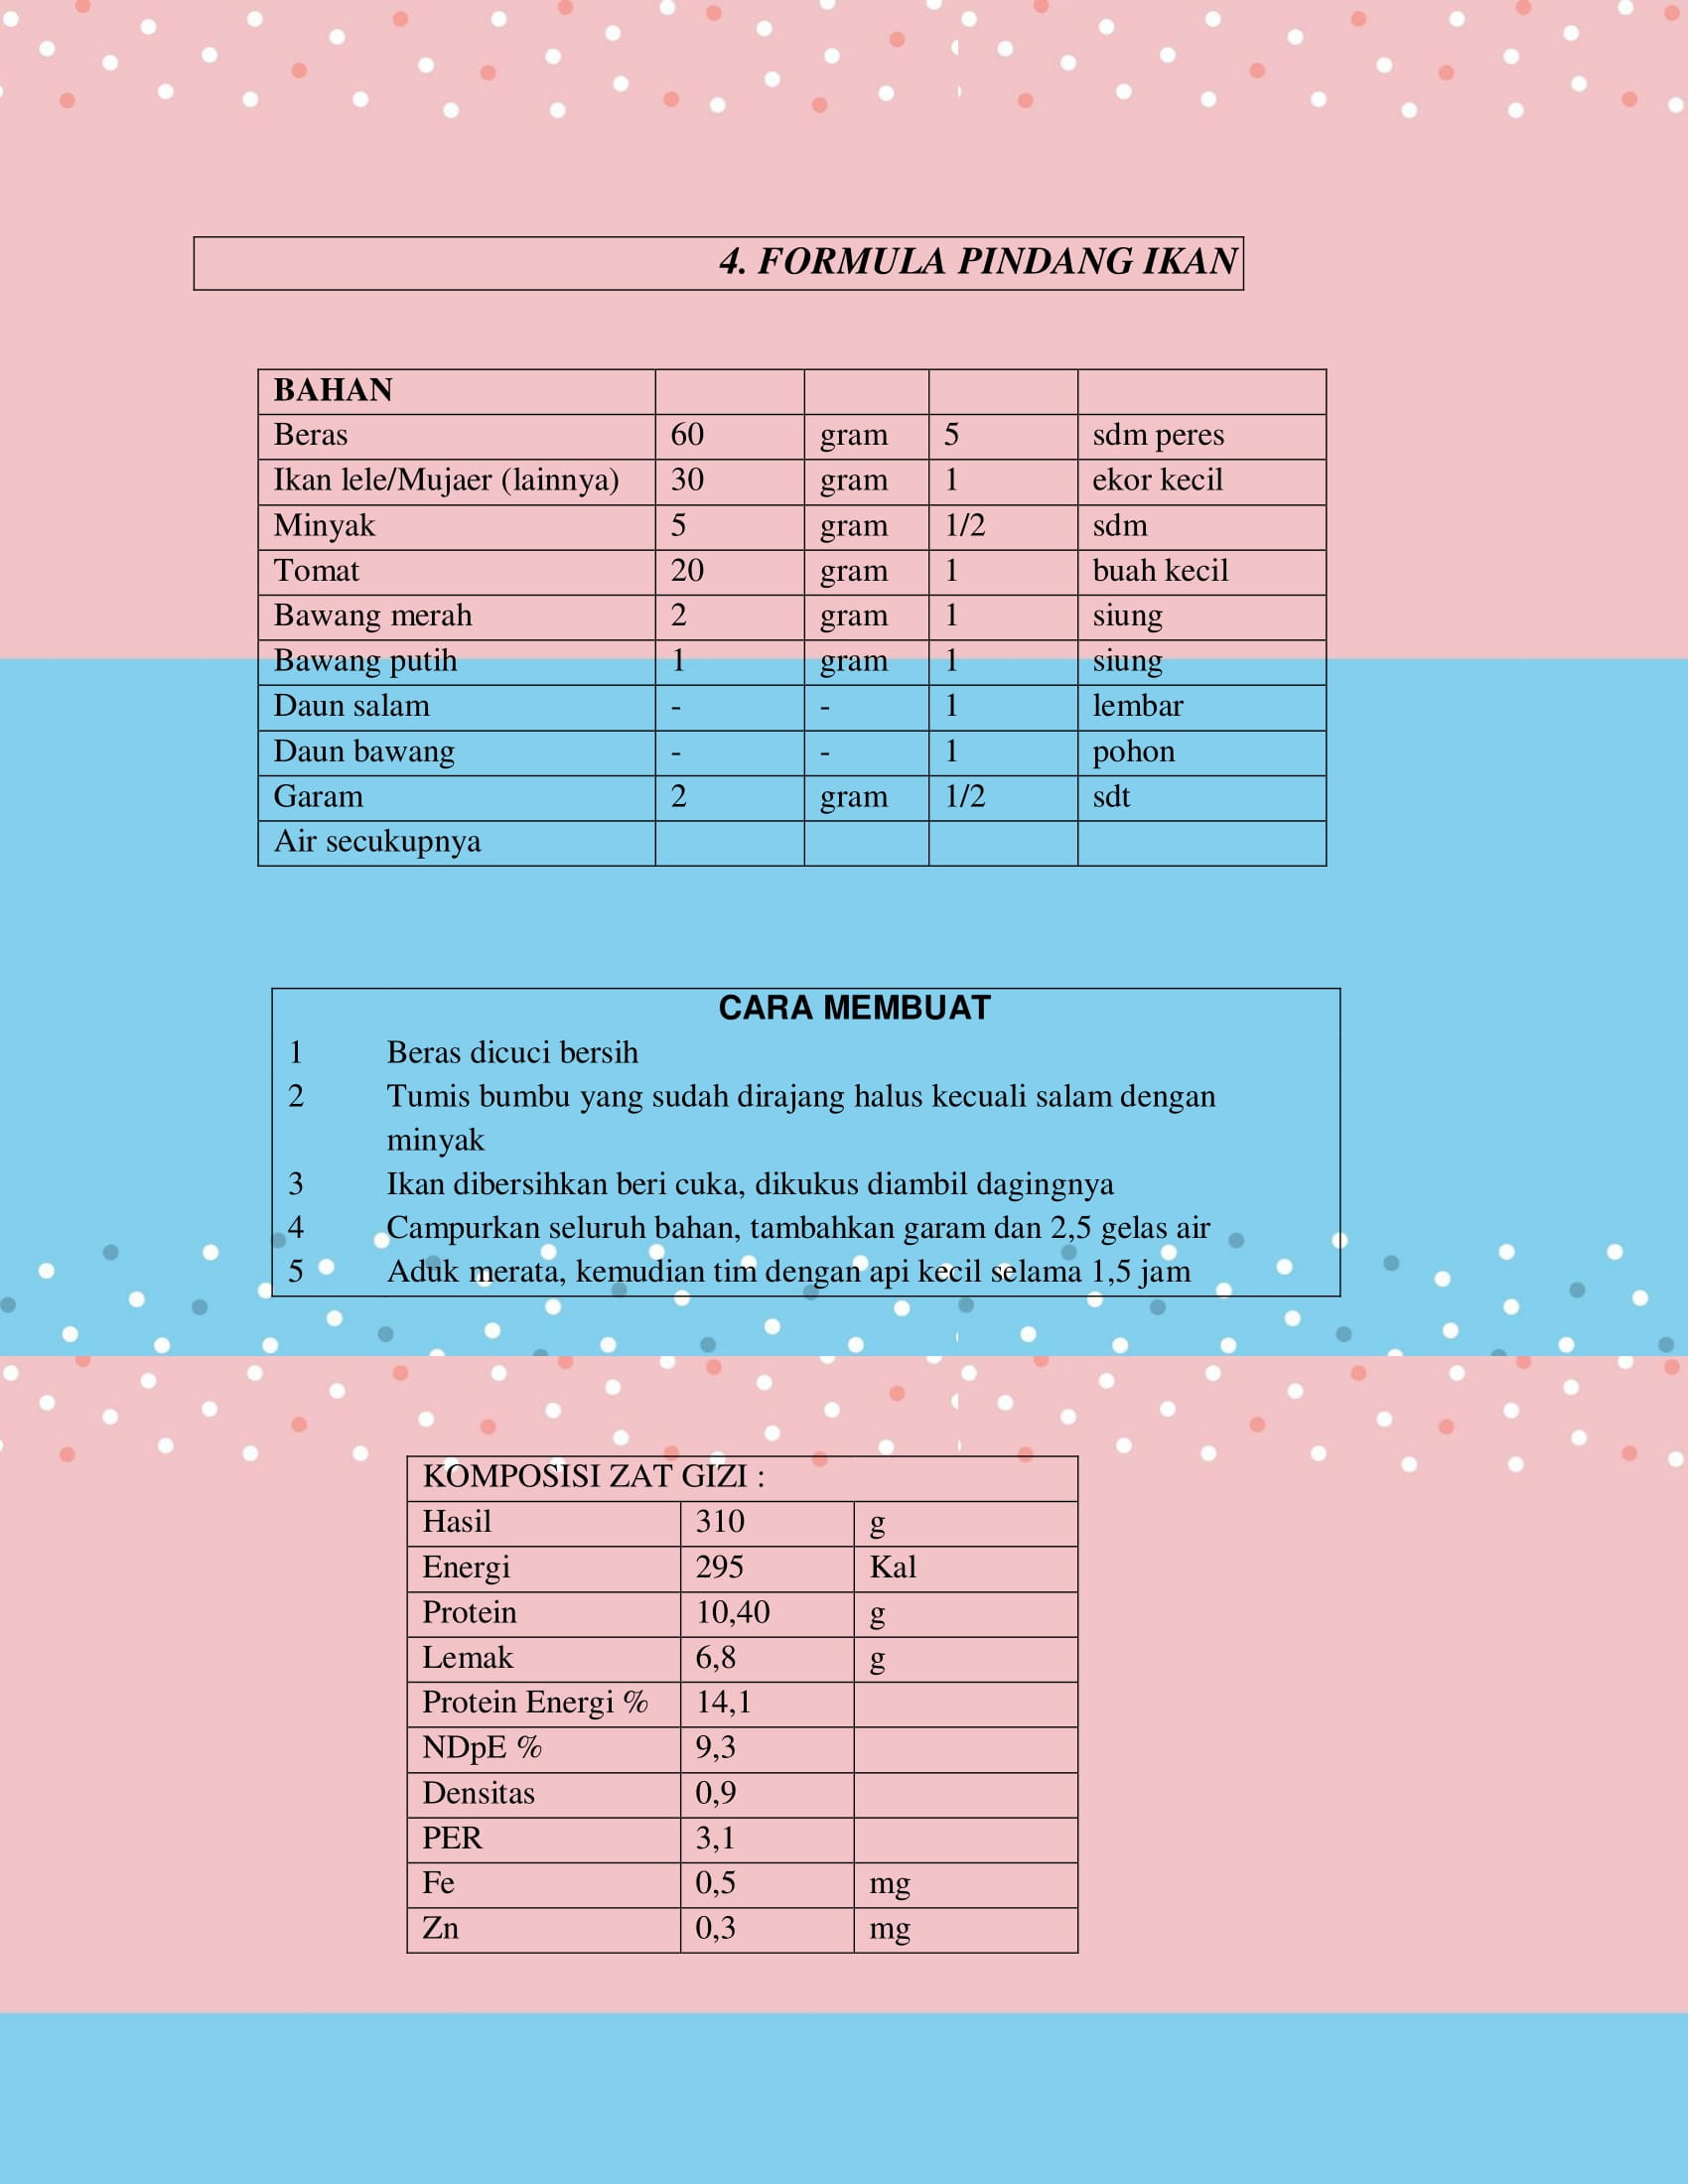 4. FORMULA PINDANG IKAN
BAHAN
Beras 60 gram 5 sdm peres
Ikan lele/Mujaer (lainnya) 30 gram 1 ekor kecil
Minyak 5 gram 1/2 sdm
Tomat 20 gram 1 buah kecil
Bawang merah 2 gram 1 siung
Bawang putih 1 gram 1 siung
Daun salam - - 1 lembar
Daun bawang - - 1 pohon
Garam 2 gram 1/2 sdt
Air secukupnya
CARA MEMBUAT
1 Beras dicuci bersih
2 Tumis bumbu yang sudah dirajang halus kecuali salam dengan
minyak
3 Ikan dibersihkan beri cuka, dikukus diambil dagingnya
4 Campurkan seluruh bahan, tambahkan garam dan 2,5 gelas air
5 Aduk merata, kemudian tim dengan api kecil selama 1,5 jam
KOMPOSISI ZAT GIZI :
Hasil 310 g
Energi 295 Kal
Protein 10,40 g
Lemak 6,8 g
Protein Energi % 14,1
NDpE % 9,3
Densitas 0,9
PER 3,1
Fe 0,5 mg
Zn 0,3 mg